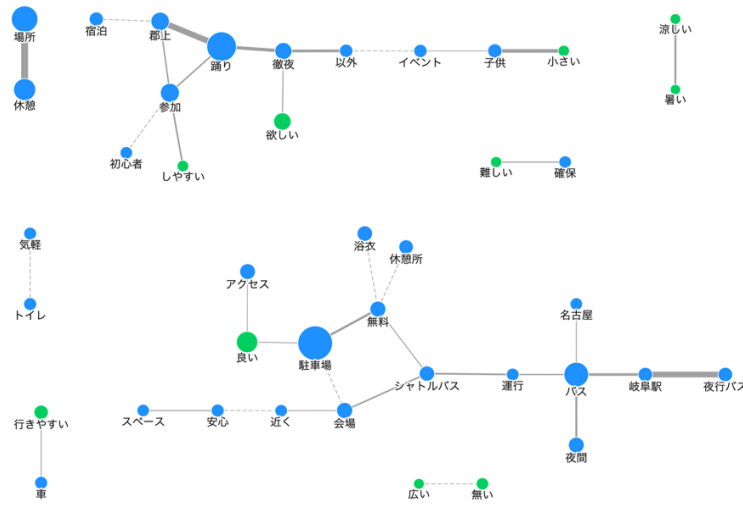 場所
休憩
宿泊
郡上
踊り
徹夜
以外
イベント
子供
小さい
涼しい
暑い
参加
欲しい
初心者
しやすい
難しい
確保
気軽
トイレ
浴衣
休憩所
アクセス
無料
良い
駐車場
名古屋
シャトルバス
運行
バス
岐阜駅
夜行バス
行きやすい
車
スペース
安心
近く
会場
夜間
広い
無い